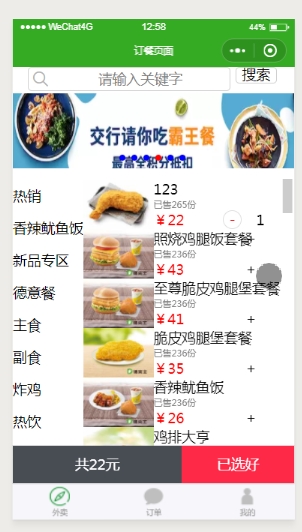 WeChat4G 12:58 44%
订餐页面
请输入关键字
搜索
交行请你吃霸王餐
最高全积分抵扣
热销
香辣鱿鱼饭
新品专区
德意餐
主食
副食
炸鸡
热饮
123
已售265份
￥22 - 1
照烧鸡腿饭套餐
已售236份
￥43 +
至尊脆皮鸡腿堡套餐
已售236份
￥41 +
脆皮鸡腿堡套餐
已售236份
￥35 +
香辣鱿鱼饭
已售236份
￥26 +
鸡排大亨
共22元
已选好
外卖
订单
我的